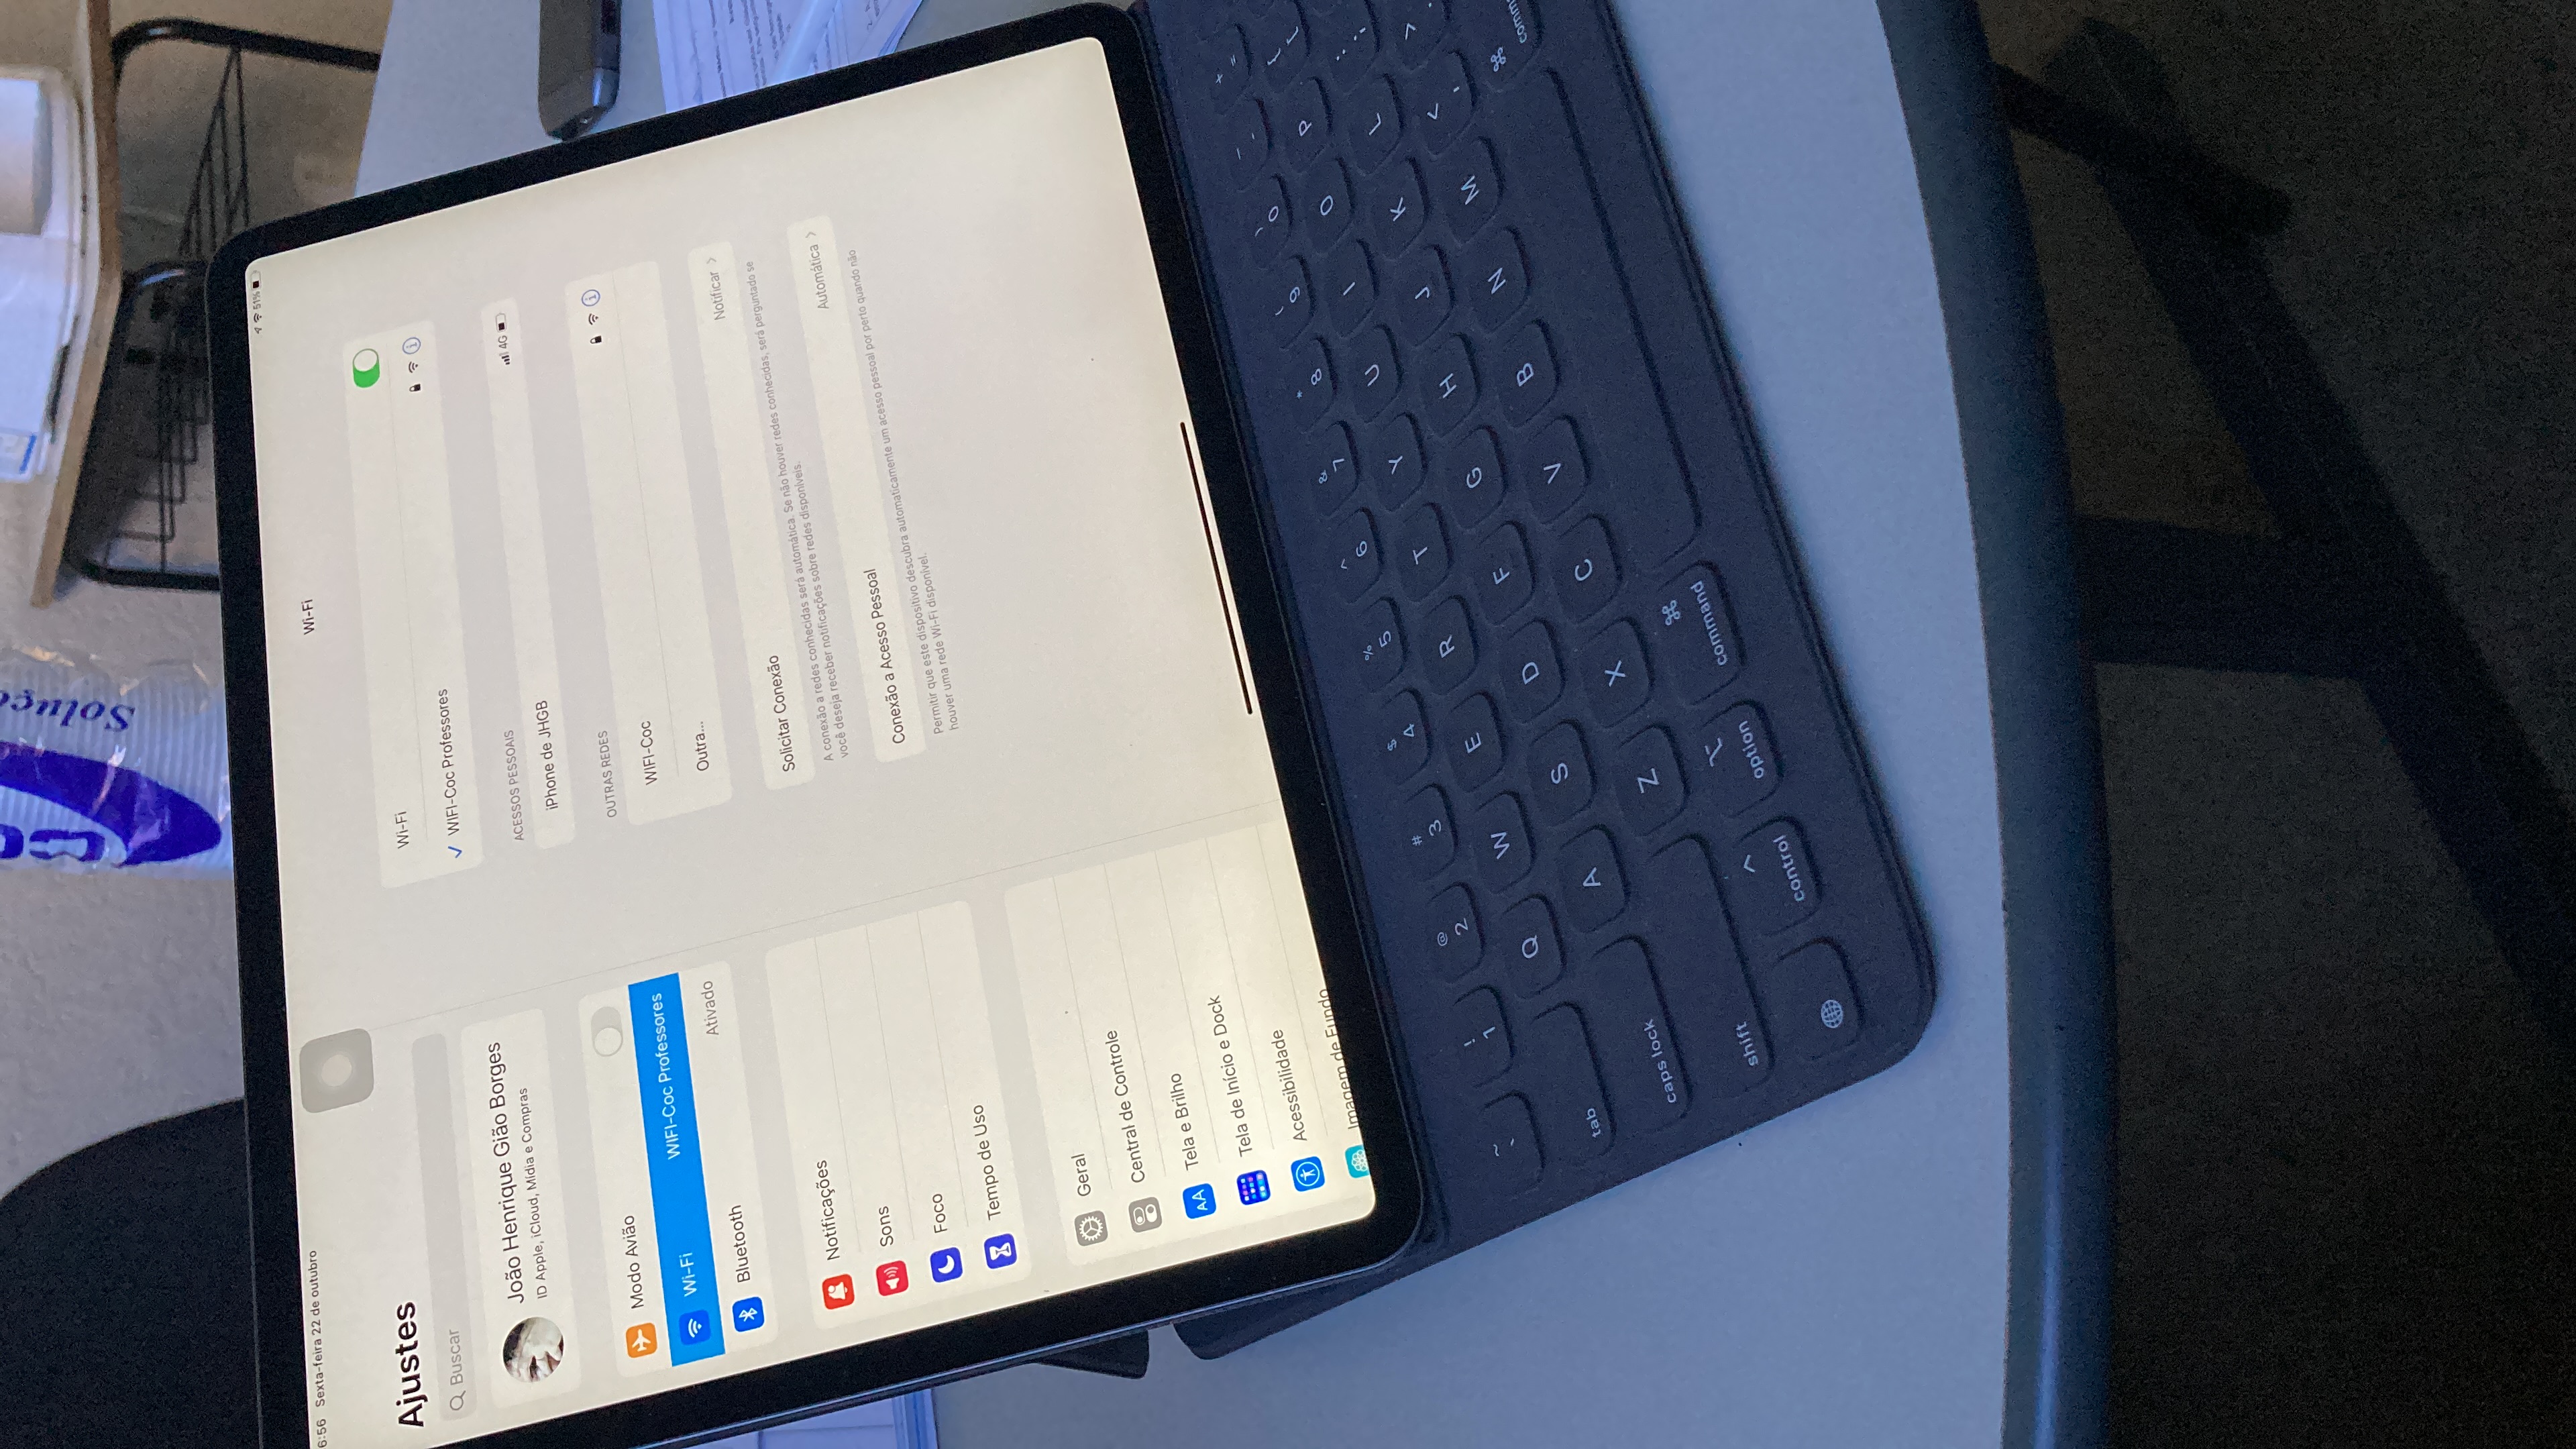 Soluç
6:56 Sexta-feira 22 de outubro
51%
Ajustes
Buscar
João Henrique Gião Borges
ID Apple, iCloud, Mídia e Compras
Modo Avião
Wi-Fi WIFI-Coc Professores
Bluetooth Ativado
Notificações
Sons
Foco
Tempo de Uso
Geral
Central de Controle
AA Tela e Brilho
Tela de Início e Dock
Acessibilidade
Imagem de Fundo
Wi-Fi
Wi-Fi
WIFI-Coc Professores
ACESSOS PESSOAIS
iPhone de JHGB 4G
OUTRAS REDES
WIFI-Coc
Outra...
Solicitar Conexão Notificar
A conexão a redes conhecidas será automática. Se não houver redes conhecidas, será perguntado se
você deseja receber notificações sobre redes disponíveis.
Conexão a Acesso Pessoal Automática
Permitir que este dispositivo descubra automaticamente um acesso pessoal por perto quando não
houver uma rede Wi-Fi disponível.
~ ! @ # $ % ^ & * ( ) _ +
` 1 2 3 4 5 6 7 8 9 0 - =
tab Q W E R T Y U I O P { [
caps lock A S D F G H J K L : ;
shift Z X C V B N M < , > .
control option command comm